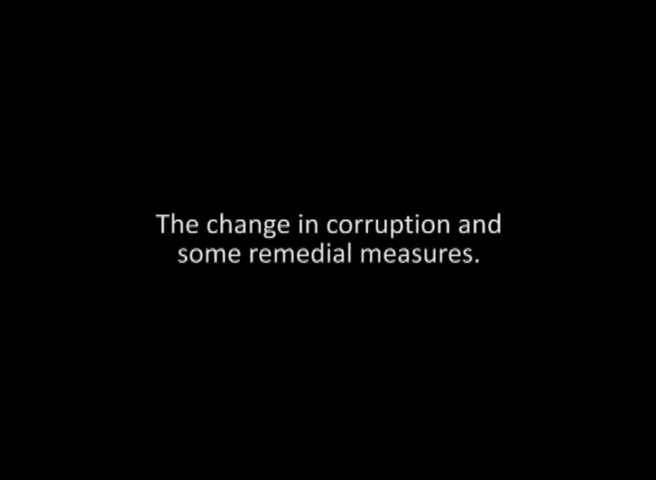 The change in corruption and
some remedial measures.